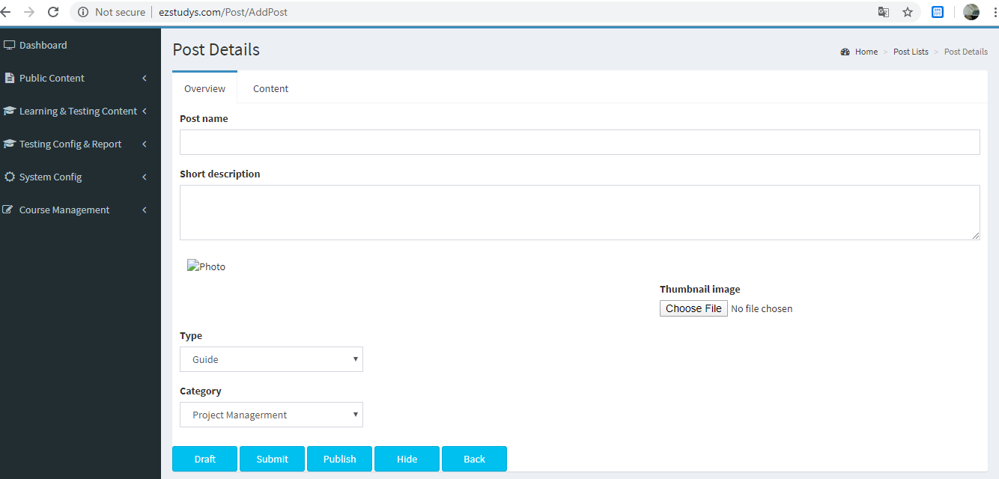 Not secure | ezstudys.com/Post/AddPost
Dashboard
Public Content
Learning & Testing Content
Testing Config & Report
System Config
Course Management
Post Details
Home > Post Lists > Post Details
Overview Content
Post name
Short description
Photo
Thumbnail image
Choose File No file chosen
Type
Guide
Category
Project Managerment
Draft Submit Publish Hide Back